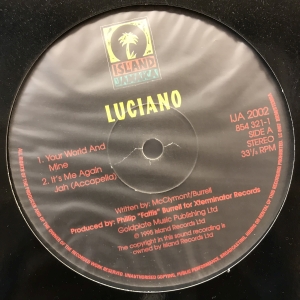 ISLAND
JAMAICA
LUCIANO
1. Your World And
Mine
2. It's Me Again
Jah (Accapella)
IJA 2002
854 321-1
SIDE A
STEREO
33⅓ RPM
Written by: McClymont/Burrell
Produced by: Phillip "Fattis" Burrell for Xterminator Records
Goldplate Music Publishing Ltd
℗ 1996 Island Records Ltd
The copyright in this sound recording is
owned by Island Records Ltd